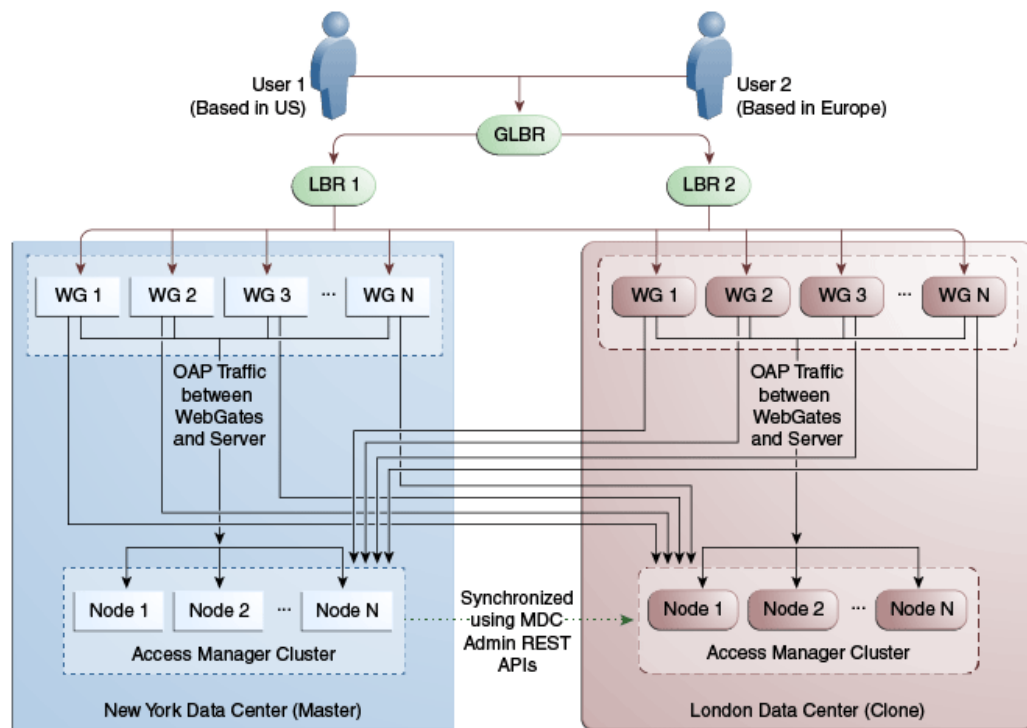 User 1
(Based in US)
User 2
(Based in Europe)
GLBR
LBR 1
LBR 2
WG 1
WG 2
WG 3
...
WG N
WG 1
WG 2
WG 3
...
WG N
OAP Traffic
between
WebGates
and Server
OAP Traffic
between
WebGates
and Server
Node 1
Node 2
...
Node N
Access Manager Cluster
Synchronized
using MDC
Admin REST
APIs
Node 1
Node 2
...
Node N
Access Manager Cluster
New York Data Center (Master)
London Data Center (Clone)